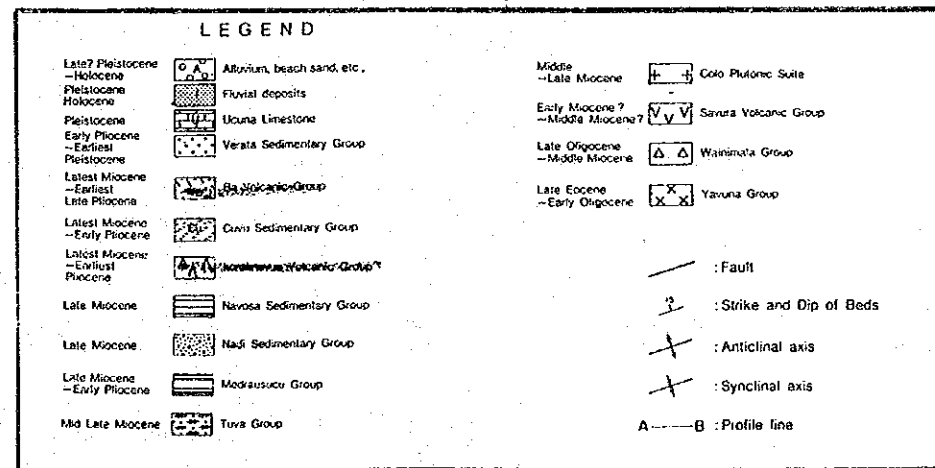 LEGEND
Late? Pleistocene
–Holocene
Alluvium, beach sand, etc.
Pleistocene
Holocene
Fluvial deposits
Pleistocene
Ucuna Limestone
Early Pliocene
–Earliest
Pleistocene
Verata Sedimentary Group
Latest Miocene
–Earliest
Late Pliocene
Ba Volcanic Group
Latest Miocene
–Early Pliocene
Cuvu Sedimentary Group
Latest Miocene
–Earliest
Pliocene
Volcanic Group
Late Miocene
Navosa Sedimentary Group
Late Miocene
Nadi Sedimentary Group
Late Miocene
–Early Pliocene
Medrausucu Group
Mid Late Miocene
Tuva Group
Middle
–Late Miocene
Colo Plutonic Suite
Early Miocene?
–Middle Miocene?
Savura Volcanic Group
Late Oligocene
–Middle Miocene
Wainimala Group
Late Eocene
–Early Oligocene
Yavuna Group
: Fault
: Strike and Dip of Beds
: Anticlinal axis
: Synclinal axis
A-----B : Profile line